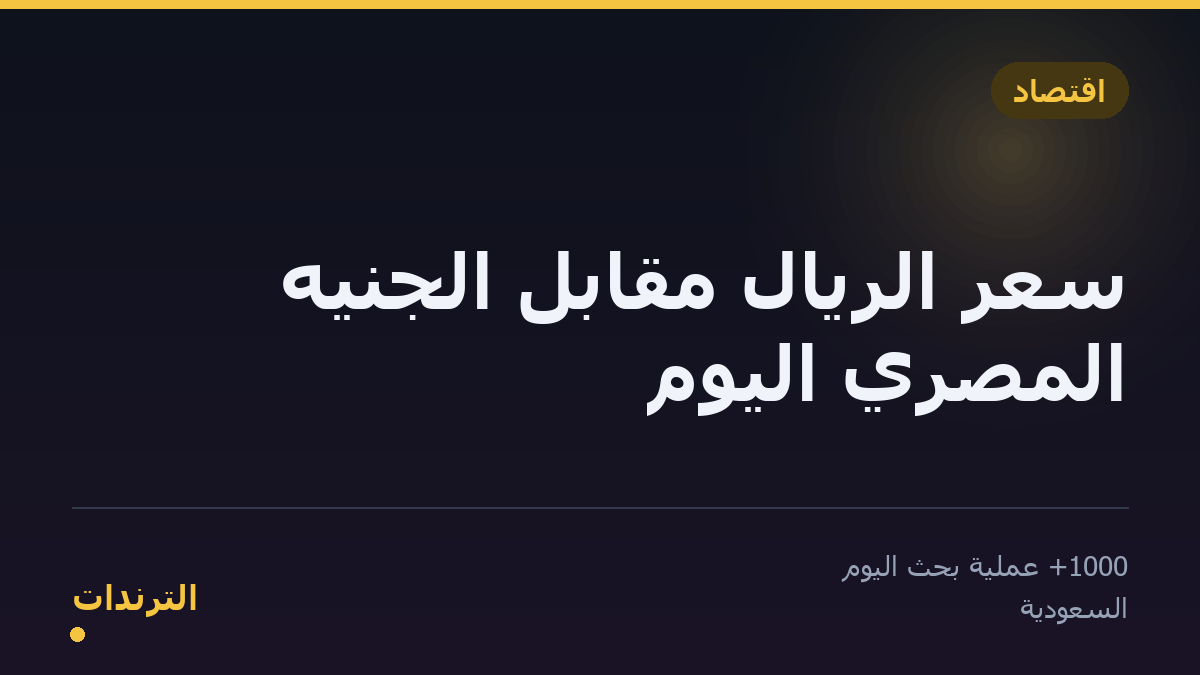 اقتصاد
سعر الريال مقابل الجنيه
المصري اليوم
1000+ عملية بحث اليوم
السعودية
الترندات